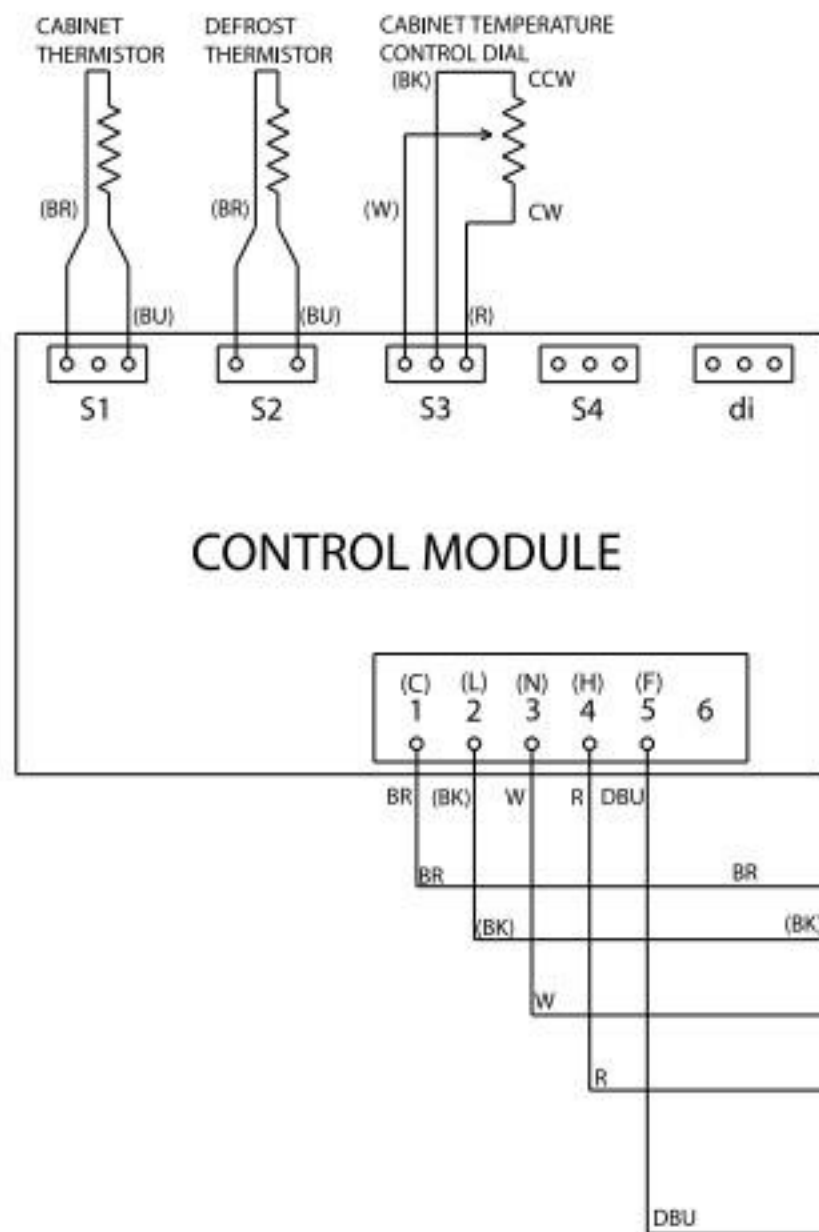 CABINET
THERMISTOR
DEFROST
THERMISTOR
CABINET TEMPERATURE
CONTROL DIAL
(BK)
CCW
(BR)
(BR)
(W)
CW
(BU)
(BU)
(R)
S1
S2
S3
S4
di
CONTROL MODULE
(C) (L) (N) (H) (F)
1 2 3 4 5 6
BR (BK) W R DBU
BR
BR
(BK)
(BK)
W
R
DBU